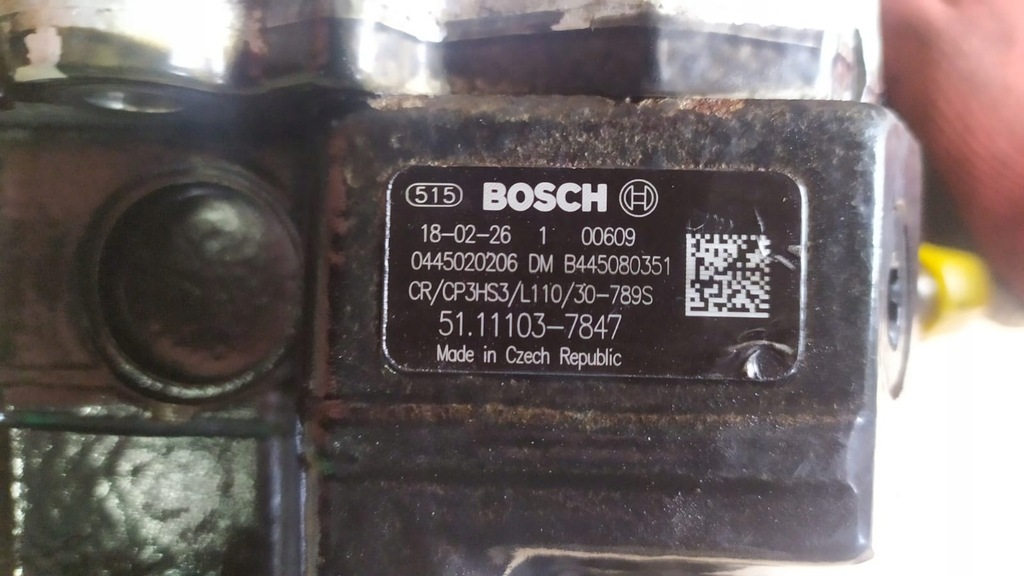 515 BOSCH
18-02-26 1 00609
0445020206 DM B445080351
CR/CP3HS3/L110/30-789S
51.11103-7847
Made in Czech Republic